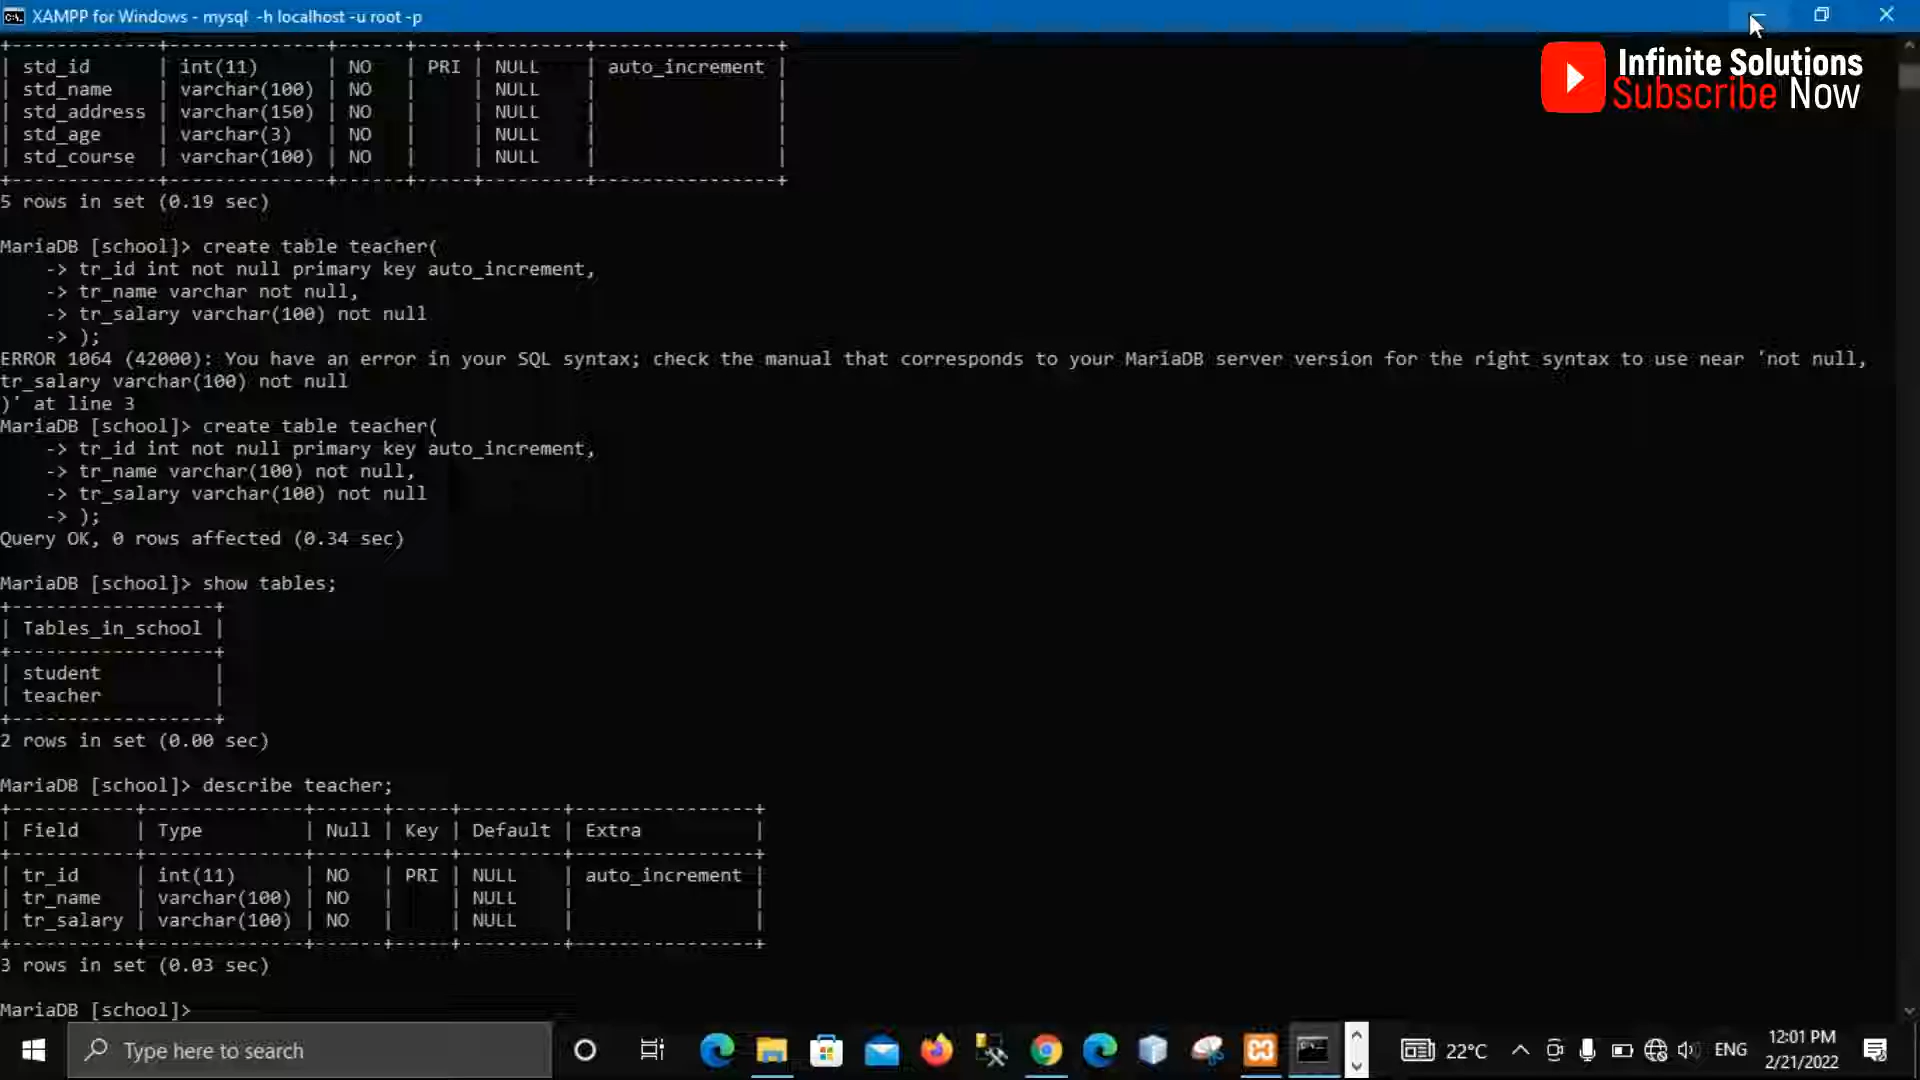 XAMPP for Windows - mysql -h localhost -u root -p
Infinite Solutions
Subscribe Now
+--------------+--------------+------+-----+---------+----------------+
| std_id       | int(11)      | NO   | PRI | NULL    | auto_increment |
| std_name     | varchar(100) | NO   |     | NULL    |                |
| std_address  | varchar(150) | NO   |     | NULL    |                |
| std_age      | varchar(3)   | NO   |     | NULL    |                |
| std_course   | varchar(100) | NO   |     | NULL    |                |
+--------------+--------------+------+-----+---------+----------------+
5 rows in set (0.19 sec)
MariaDB [school]> create table teacher(
    -> tr_id int not null primary key auto_increment,
    -> tr_name varchar not null,
    -> tr_salary varchar(100) not null
    -> );
ERROR 1064 (42000): You have an error in your SQL syntax; check the manual that corresponds to your MariaDB server version for the right syntax to use near 'not null,
tr_salary varchar(100) not null
)' at line 3
MariaDB [school]> create table teacher(
    -> tr_id int not null primary key auto_increment,
    -> tr_name varchar(100) not null,
    -> tr_salary varchar(100) not null
    -> );
Query OK, 0 rows affected (0.34 sec)
MariaDB [school]> show tables;
+------------------+
| Tables_in_school |
+------------------+
| student          |
| teacher          |
+------------------+
2 rows in set (0.00 sec)
MariaDB [school]> describe teacher;
+-----------+--------------+------+-----+---------+----------------+
| Field     | Type         | Null | Key | Default | Extra          |
+-----------+--------------+------+-----+---------+----------------+
| tr_id     | int(11)      | NO   | PRI | NULL    | auto_increment |
| tr_name   | varchar(100) | NO   |     | NULL    |                |
| tr_salary | varchar(100) | NO   |     | NULL    |                |
+-----------+--------------+------+-----+---------+----------------+
3 rows in set (0.03 sec)
MariaDB [school]>
Type here to search
22°C
ENG
12:01 PM
2/21/2022